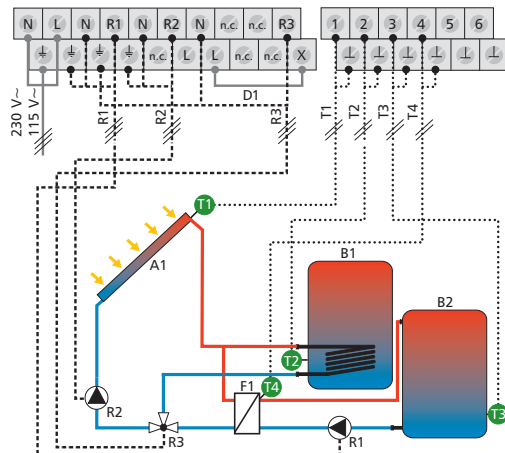 N L N R1 N R2 N n.c. n.c. R3
n.c. L L n.c. n.c. X
1 2 3 4 5 6
230 V~
115 V~
R1
R2
D1
R3
T1
T2
T3
T4
T1
A1
B1
B2
T2
F1
T4
R2
R3
R1
T3